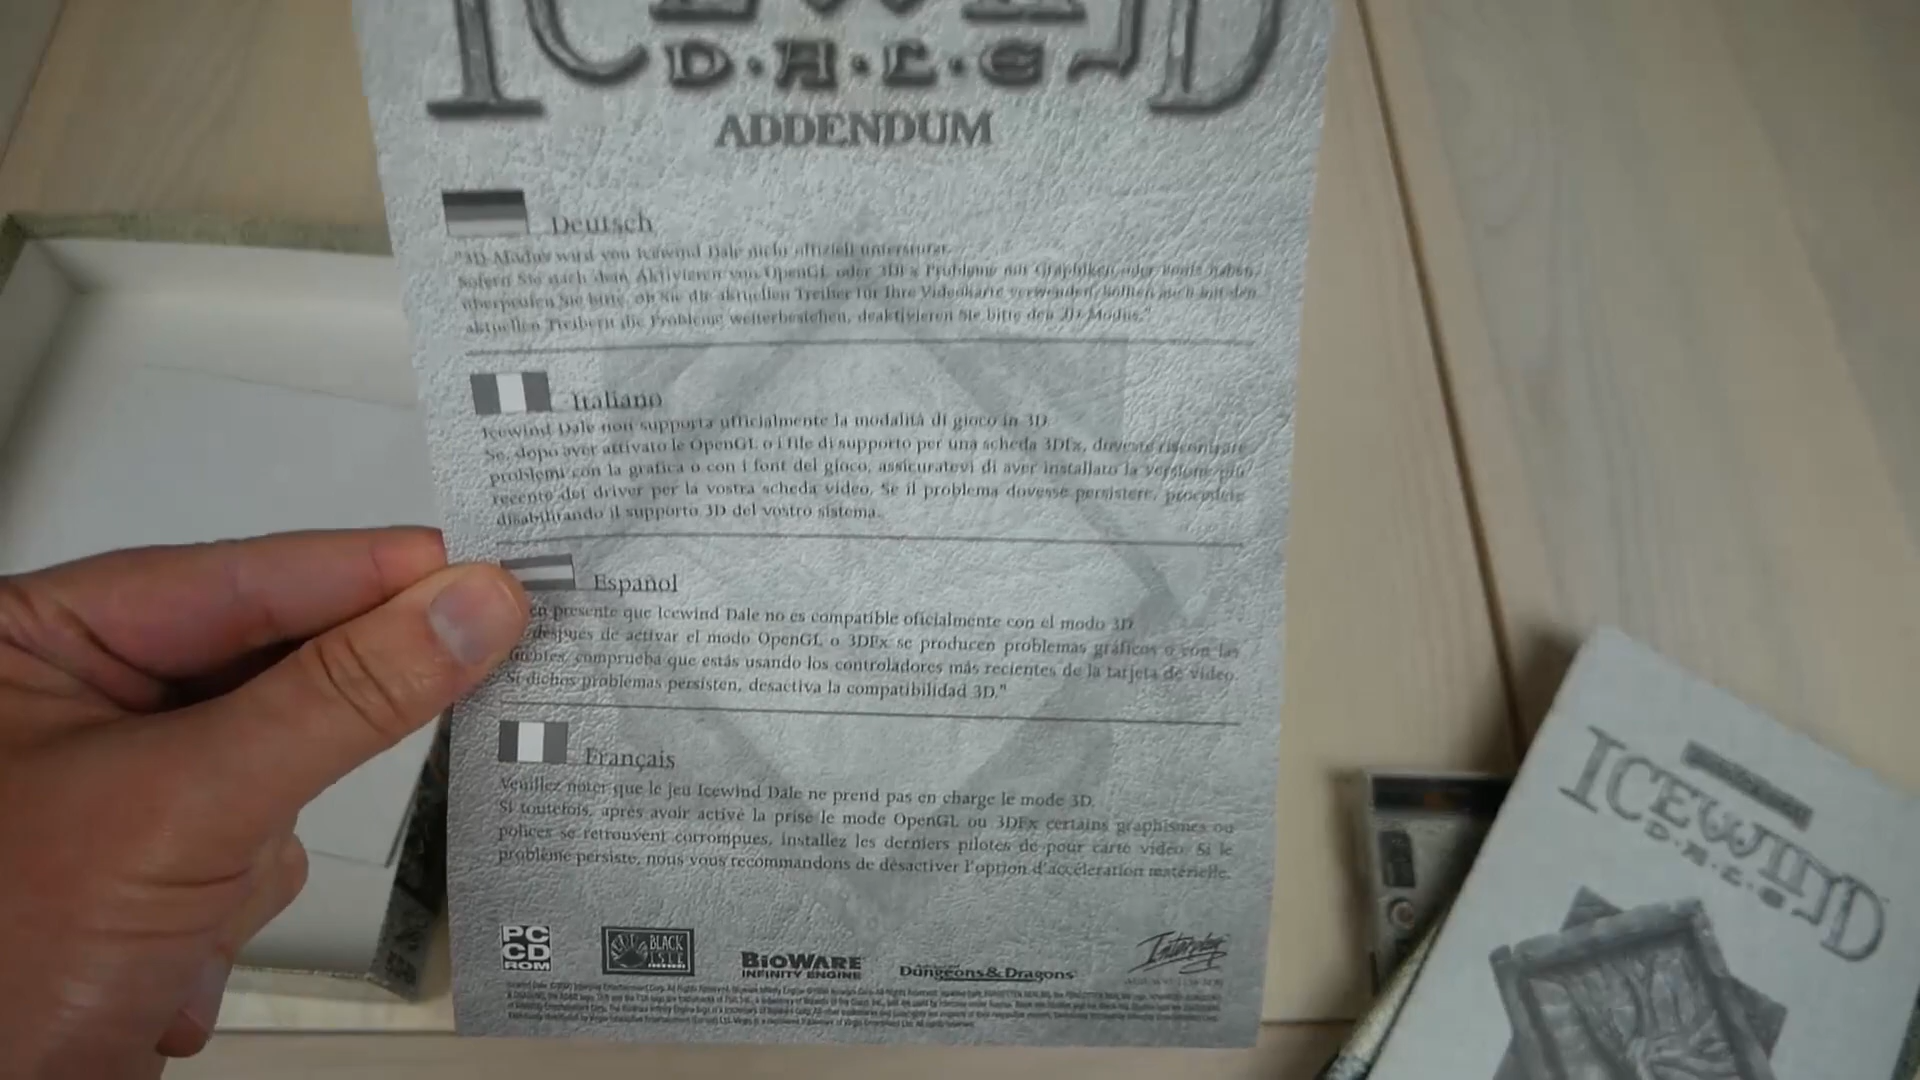 ICEWIND
D·A·L·E
ADDENDUM
Deutsch
"3D-Modus wird von Icewind Dale nicht offiziell unterstützt.
Sofern Sie nach dem Aktivieren von OpenGL oder 3DFx Probleme mit Graphiken oder Fonts haben,
überprüfen Sie bitte, ob Sie die aktuellen Treiber für Ihre Videokarte verwenden. Sollten auch mit den
aktuellen Treibern die Probleme weiterbestehen, deaktivieren Sie bitte den 3D-Modus."
Italiano
Icewind Dale non supporta ufficialmente la modalità di gioco in 3D.
Se, dopo aver attivato le OpenGL o i file di supporto per una scheda 3Dfx, doveste riscontrare
problemi con la grafica o con i font del gioco, assicuratevi di aver installato la versione più
recente dei driver per la vostra scheda video. Se il problema dovesse persistere, procedete
disabilitando il supporto 3D del vostro sistema.
Español
en presente que Icewind Dale no es compatible oficialmente con el modo 3D.
después de activar el modo OpenGL o 3DFx se producen problemas gráficos o con las
comprueba que estás usando los controladores más recientes de la tarjeta de vídeo.
Si dichos problemas persisten, desactiva la compatibilidad 3D."
Français
Veuillez noter que le jeu Icewind Dale ne prend pas en charge le mode 3D.
Si toutefois, après avoir activé la prise le mode OpenGL ou 3DFx certains graphismes ou
polices se retrouvent corrompues, installez les derniers pilotes de pour carte vidéo. Si le
problème persiste, nous vous recommandons de désactiver l'option d'accélération matérielle.
PC
CD
ROM
BLACK
ISLE
BIOWARE
INFINITY ENGINE
Dungeons&Dragons
Interplay
ICEWIND
D·A·L·E